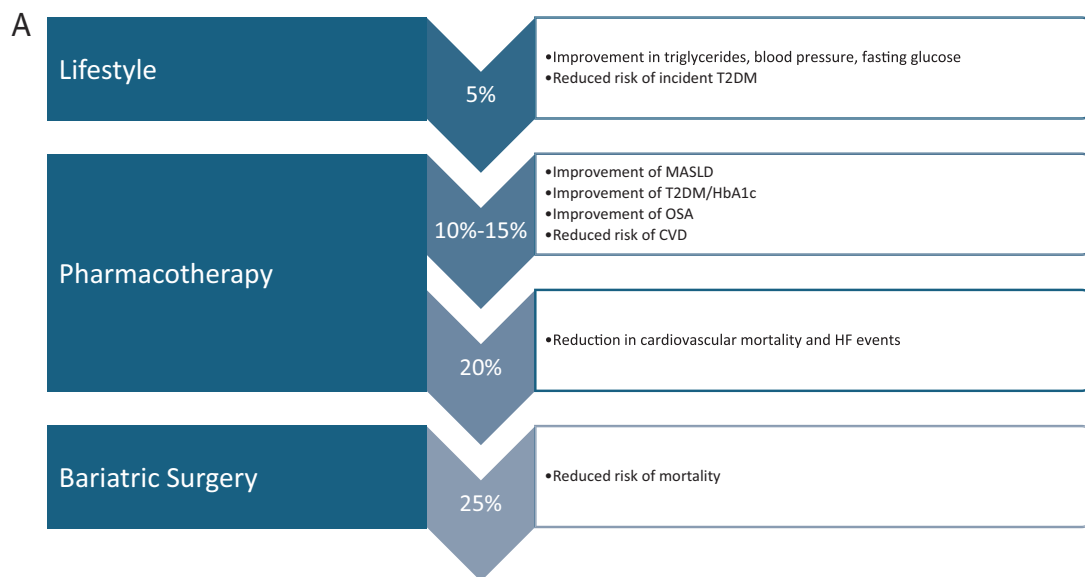 A
Lifestyle
5%
•Improvement in triglycerides, blood pressure, fasting glucose
•Reduced risk of incident T2DM
Pharmacotherapy
10%-15%
•Improvement of MASLD
•Improvement of T2DM/HbA1c
•Improvement of OSA
•Reduced risk of CVD
20%
•Reduction in cardiovascular mortality and HF events
Bariatric Surgery
25%
•Reduced risk of mortality